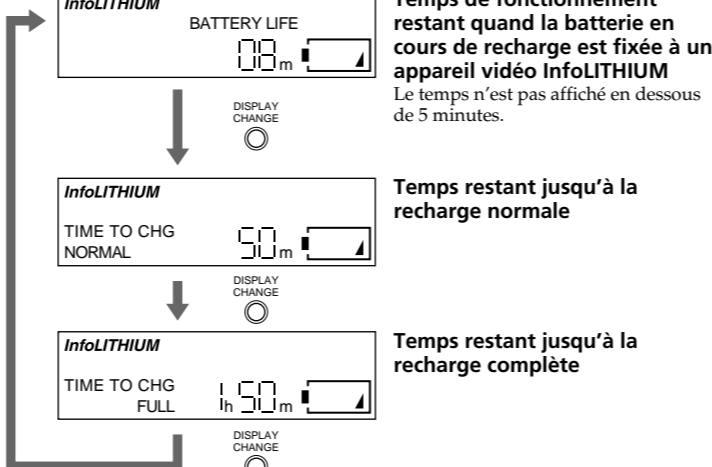 InfoLITHIUM
BATTERY LIFE
08m
DISPLAY
CHANGE
Temps de fonctionnement
restant quand la batterie en
cours de recharge est fixée à un
appareil vidéo InfoLITHIUM
Le temps n’est pas affiché en dessous
de 5 minutes.
InfoLITHIUM
TIME TO CHG
NORMAL
50m
DISPLAY
CHANGE
Temps restant jusqu’à la
recharge normale
InfoLITHIUM
TIME TO CHG
FULL
1h 50m
DISPLAY
CHANGE
Temps restant jusqu’à la
recharge complète